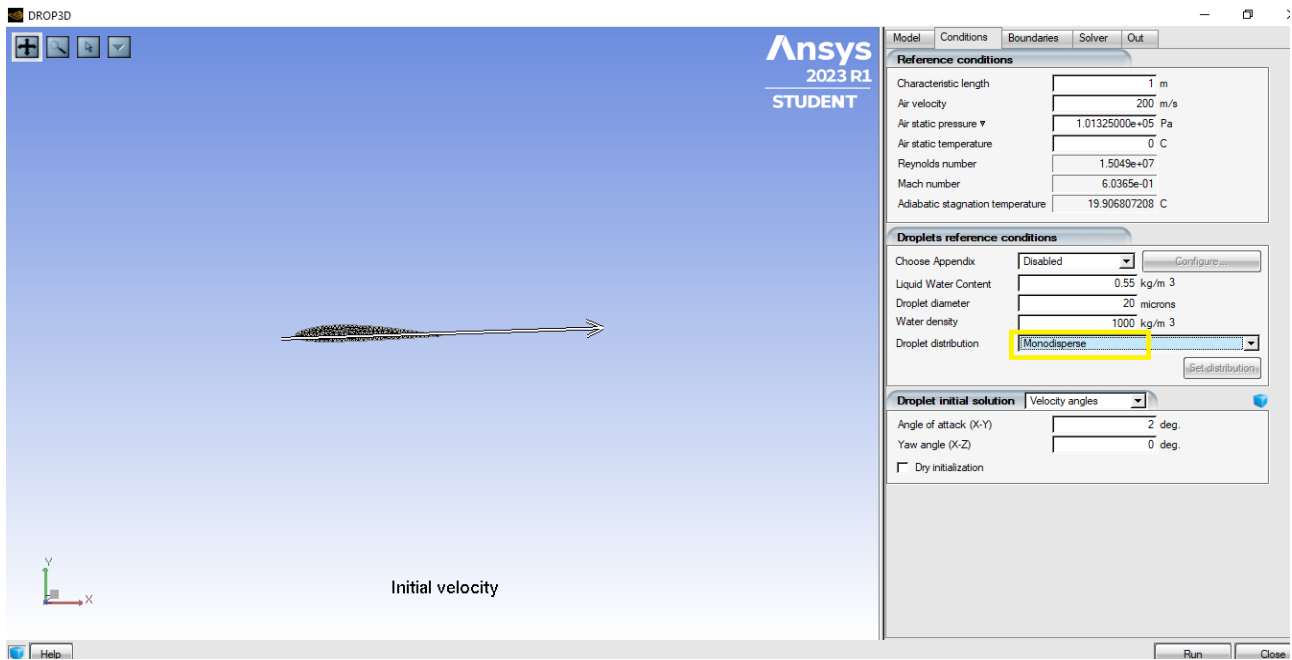 DROP3D
Ansys
2023 R1
STUDENT
Initial velocity
Y
X
Help
Model Conditions Boundaries Solver Out
Reference conditions
Characteristic length 1 m
Air velocity 200 m/s
Air static pressure 1.01325000e+05 Pa
Air static temperature 0 C
Reynolds number 1.5049e+07
Mach number 6.0365e-01
Adiabatic stagnation temperature 19.906807208 C
Droplets reference conditions
Choose Appendix Disabled Configure...
Liquid Water Content 0.55 kg/m 3
Droplet diameter 20 microns
Water density 1000 kg/m 3
Droplet distribution Monodisperse
Set distribution
Droplet initial solution Velocity angles
Angle of attack (X-Y) 2 deg.
Yaw angle (X-Z) 0 deg.
Dry initialization
Run Close